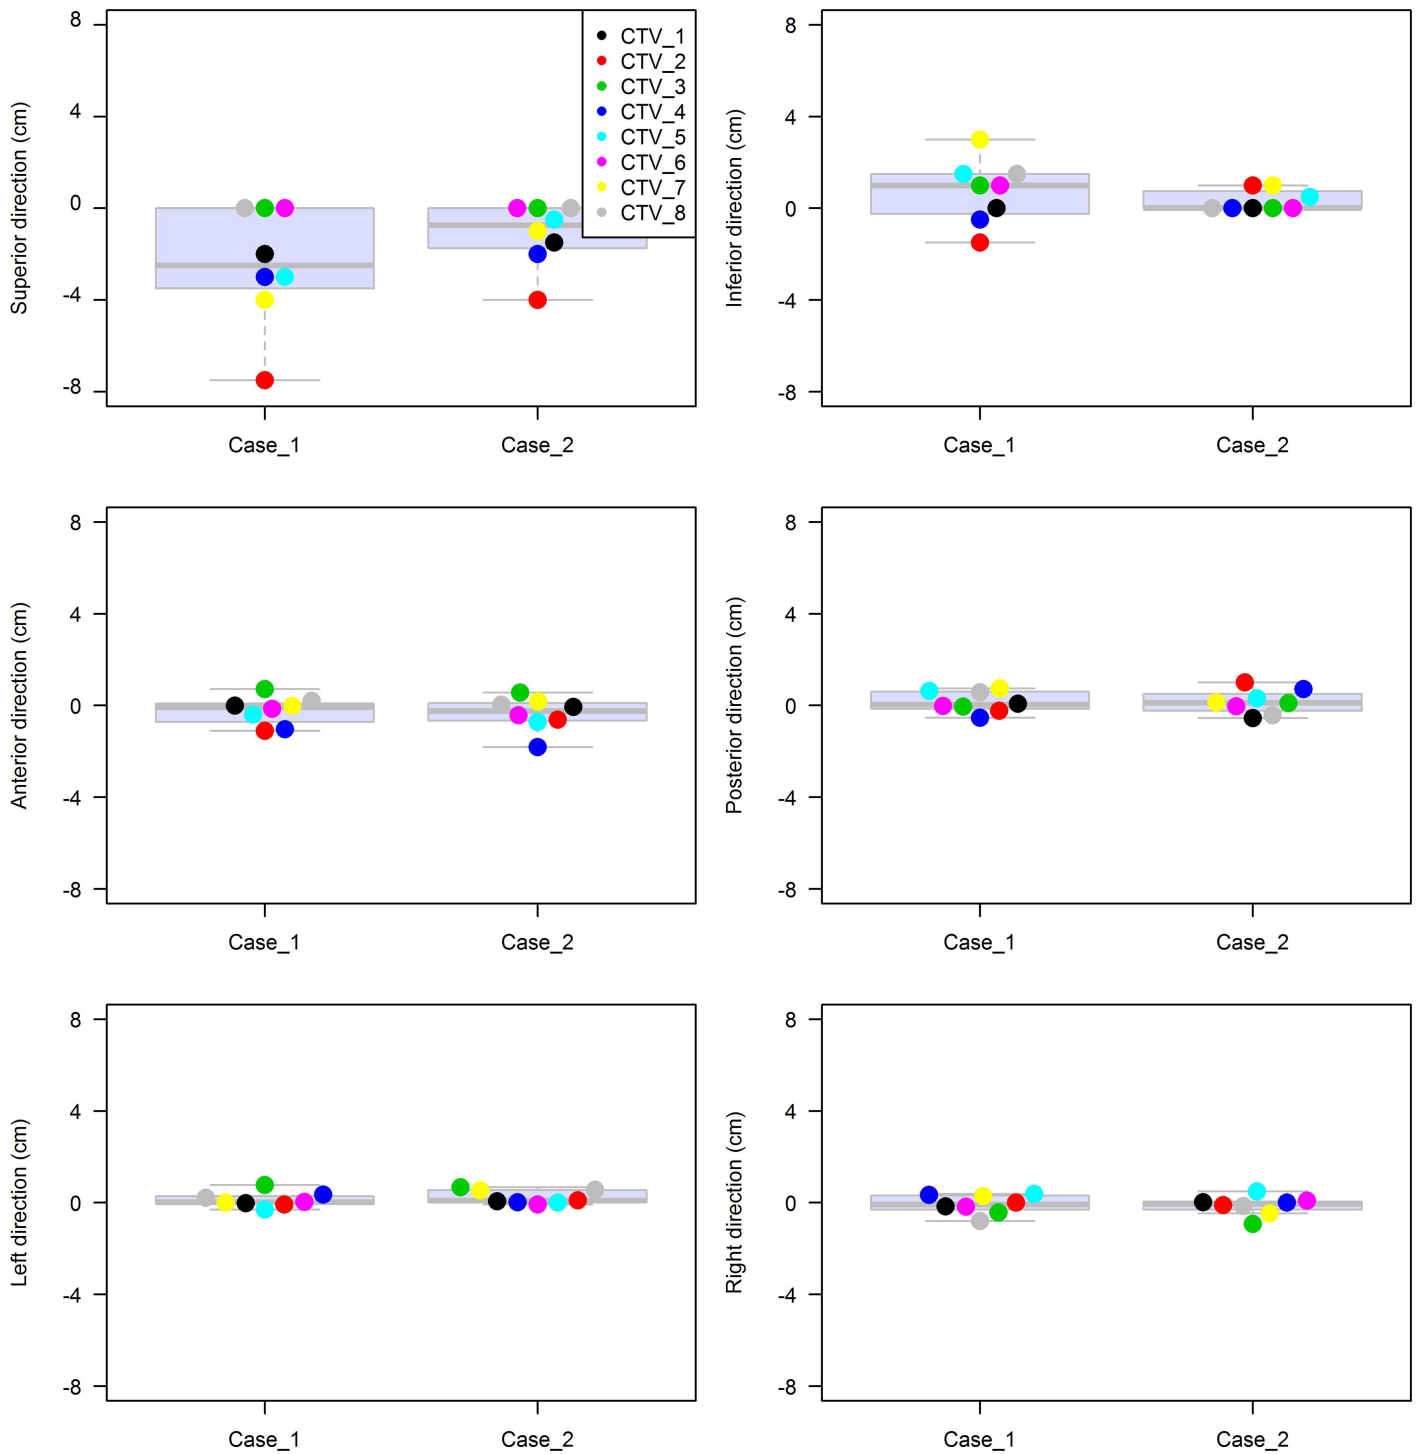 Superior direction (cm)
8
4
0
-4
-8
Case_1
Case_2
CTV_1
CTV_2
CTV_3
CTV_4
CTV_5
CTV_6
CTV_7
CTV_8
Inferior direction (cm)
8
4
0
-4
-8
Case_1
Case_2
Anterior direction (cm)
8
4
0
-4
-8
Case_1
Case_2
Posterior direction (cm)
8
4
0
-4
-8
Case_1
Case_2
Left direction (cm)
8
4
0
-4
-8
Case_1
Case_2
Right direction (cm)
8
4
0
-4
-8
Case_1
Case_2